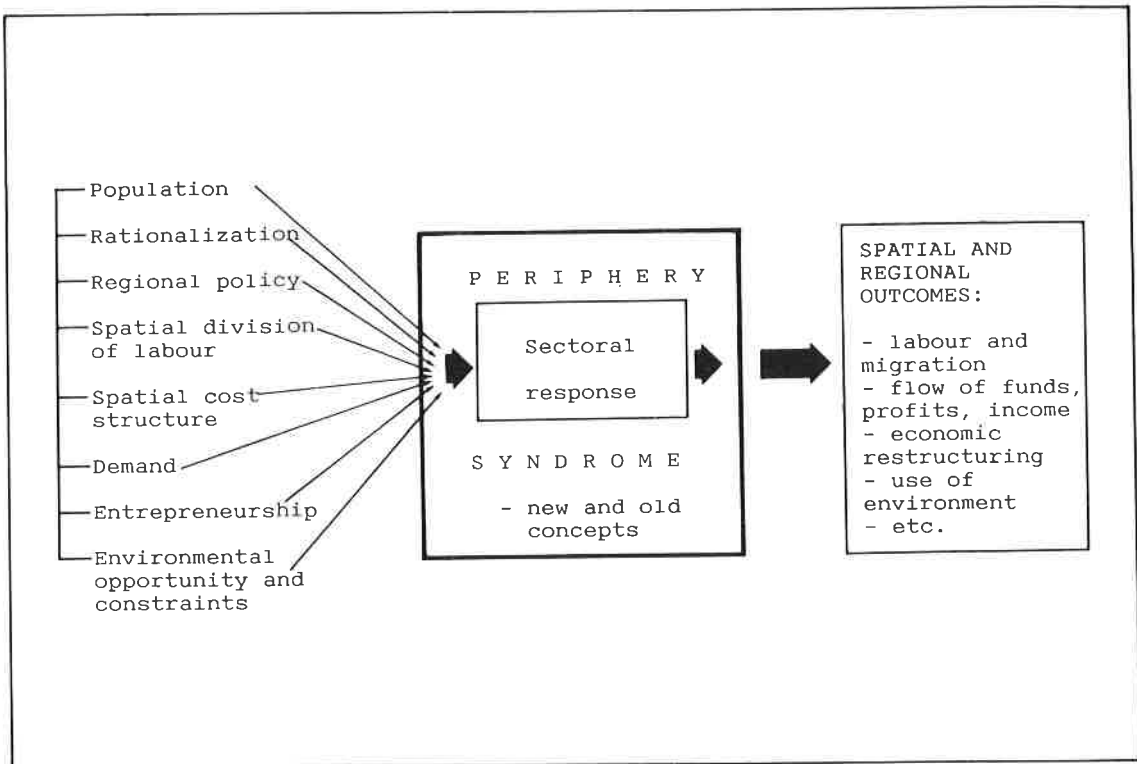 Population
Rationalization
Regional policy
Spatial division
of labour
Spatial cost
structure
Demand
Entrepreneurship
Environmental
opportunity and
constraints
P E R I P H E R Y
Sectoral
response
S Y N D R O M E
- new and old
concepts
SPATIAL AND
REGIONAL
OUTCOMES:
- labour and
migration
- flow of funds,
profits, income
- economic
restructuring
- use of
environment
- etc.